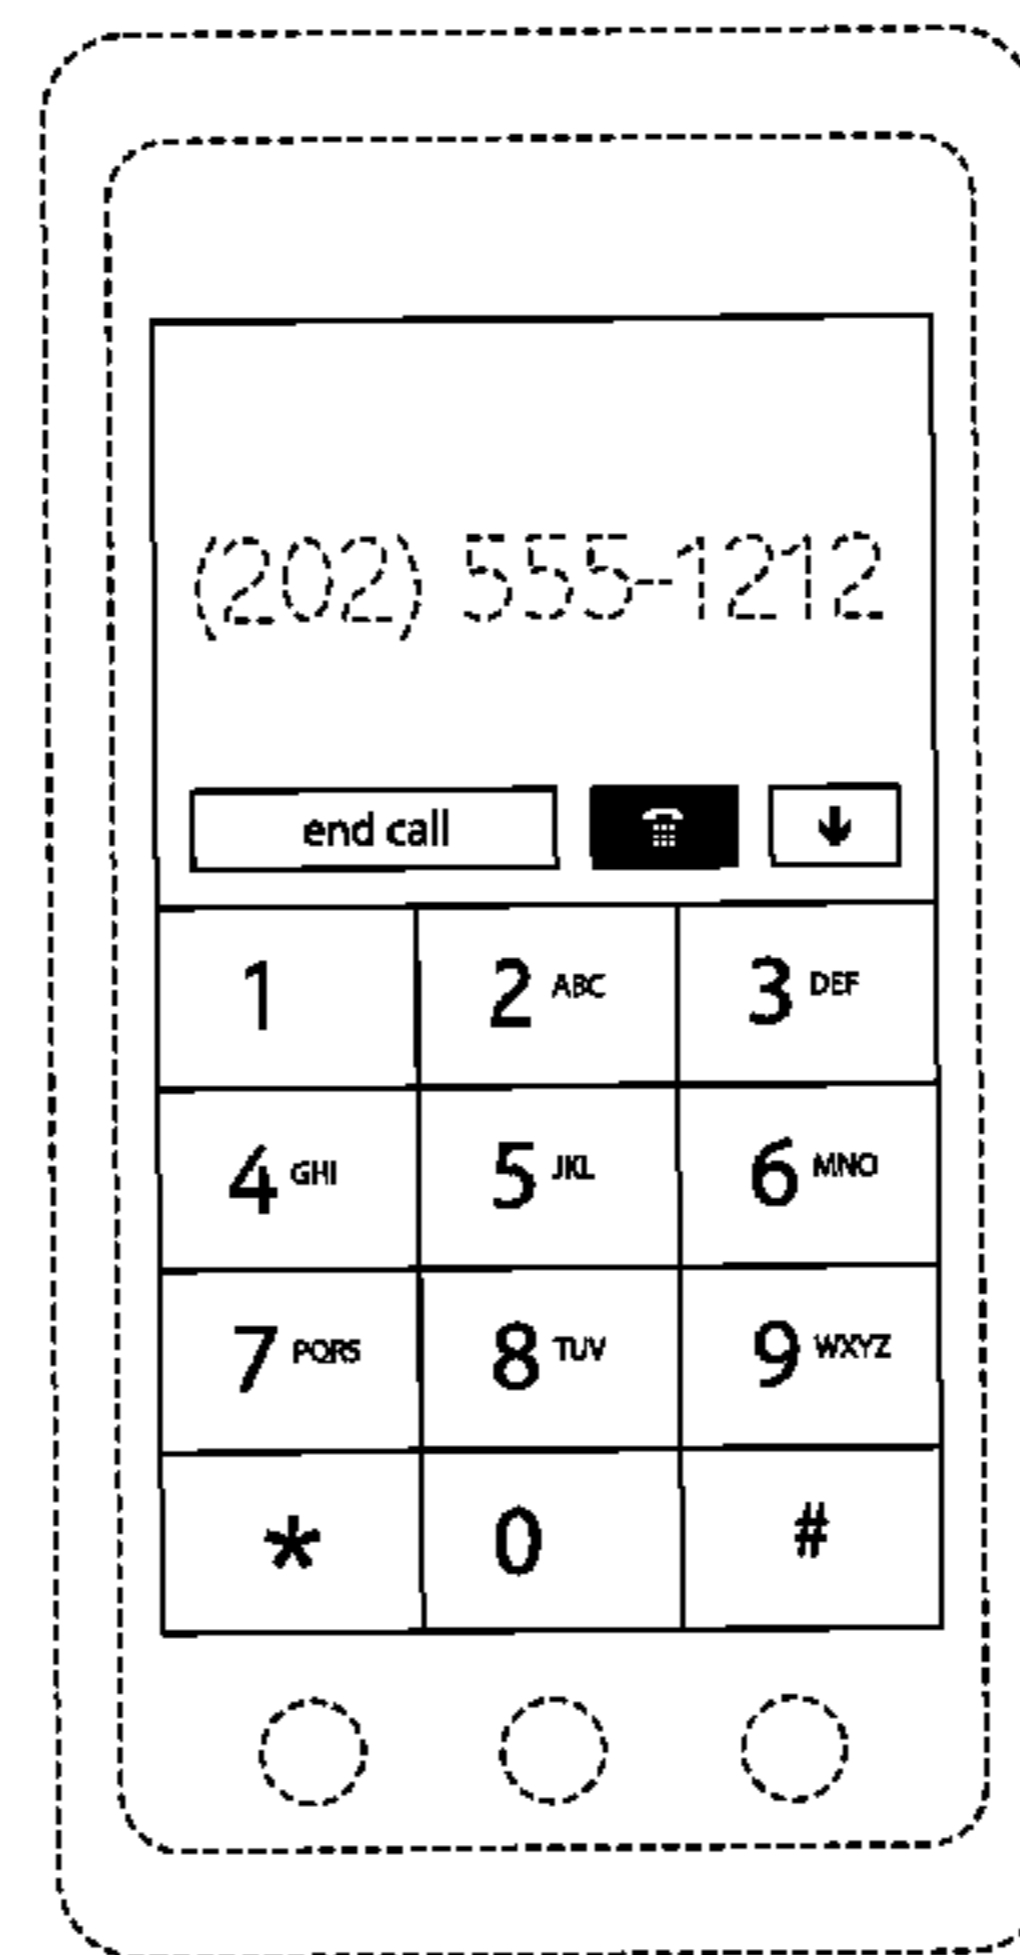 (202) 555-1212
end call
1 2 ABC 3 DEF
4 GHI 5 JKL 6 MNO
7 PQRS 8 TUV 9 WXYZ
* 0 #